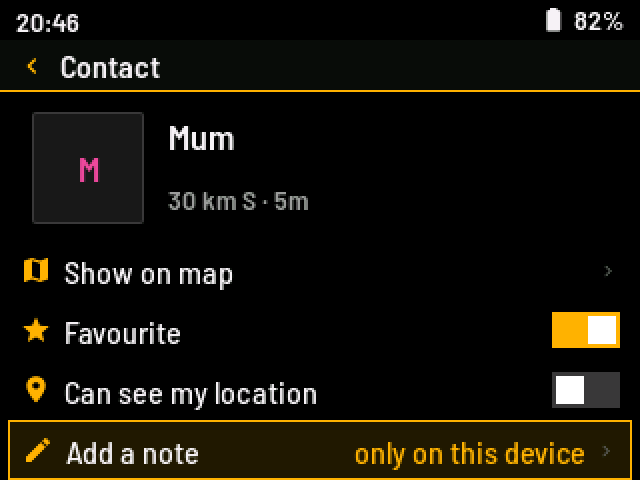 20:46 82%
Contact
M
Mum
30 km S · 5m
Show on map
Favourite
Can see my location
Add a note only on this device